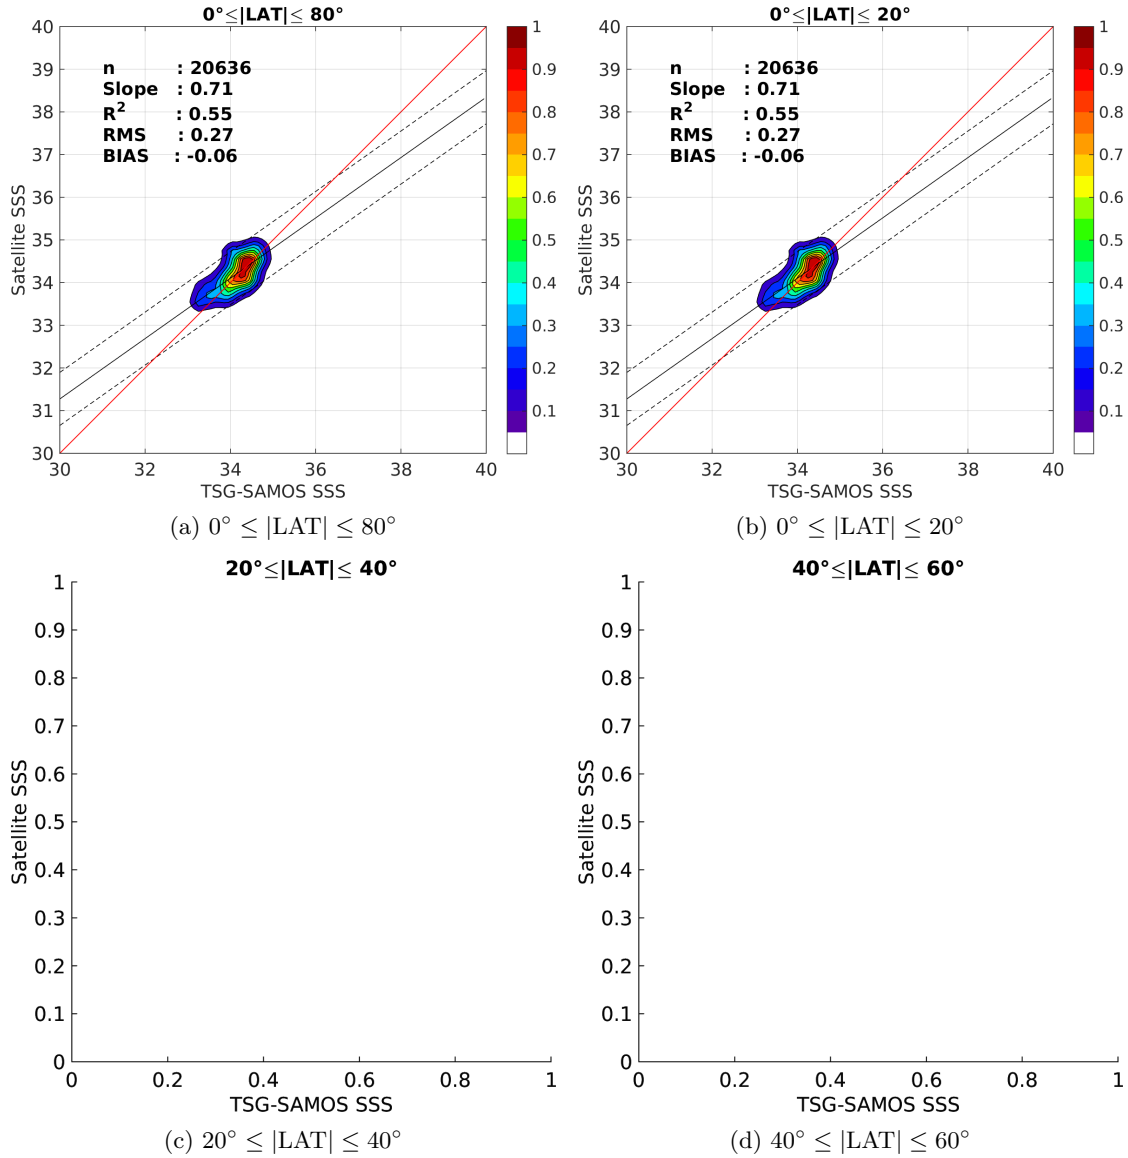 0°≤|LAT|≤ 80°
40
39
38
37
36
35
34
33
32
31
30
Satellite SSS
n : 20636
Slope : 0.71
R² : 0.55
RMS : 0.27
BIAS : -0.06
30 32 34 36 38 40
TSG-SAMOS SSS
1
0.9
0.8
0.7
0.6
0.5
0.4
0.3
0.2
0.1
(a) 0° ≤ |LAT| ≤ 80°
0°≤|LAT|≤ 20°
40
39
38
37
36
35
34
33
32
31
30
Satellite SSS
n : 20636
Slope : 0.71
R² : 0.55
RMS : 0.27
BIAS : -0.06
30 32 34 36 38 40
TSG-SAMOS SSS
1
0.9
0.8
0.7
0.6
0.5
0.4
0.3
0.2
0.1
(b) 0° ≤ |LAT| ≤ 20°
20°≤|LAT|≤ 40°
1
0.9
0.8
0.7
0.6
0.5
0.4
0.3
0.2
0.1
0
Satellite SSS
0 0.2 0.4 0.6 0.8 1
TSG-SAMOS SSS
(c) 20° ≤ |LAT| ≤ 40°
40°≤|LAT|≤ 60°
1
0.9
0.8
0.7
0.6
0.5
0.4
0.3
0.2
0.1
0
Satellite SSS
0 0.2 0.4 0.6 0.8 1
TSG-SAMOS SSS
(d) 40° ≤ |LAT| ≤ 60°